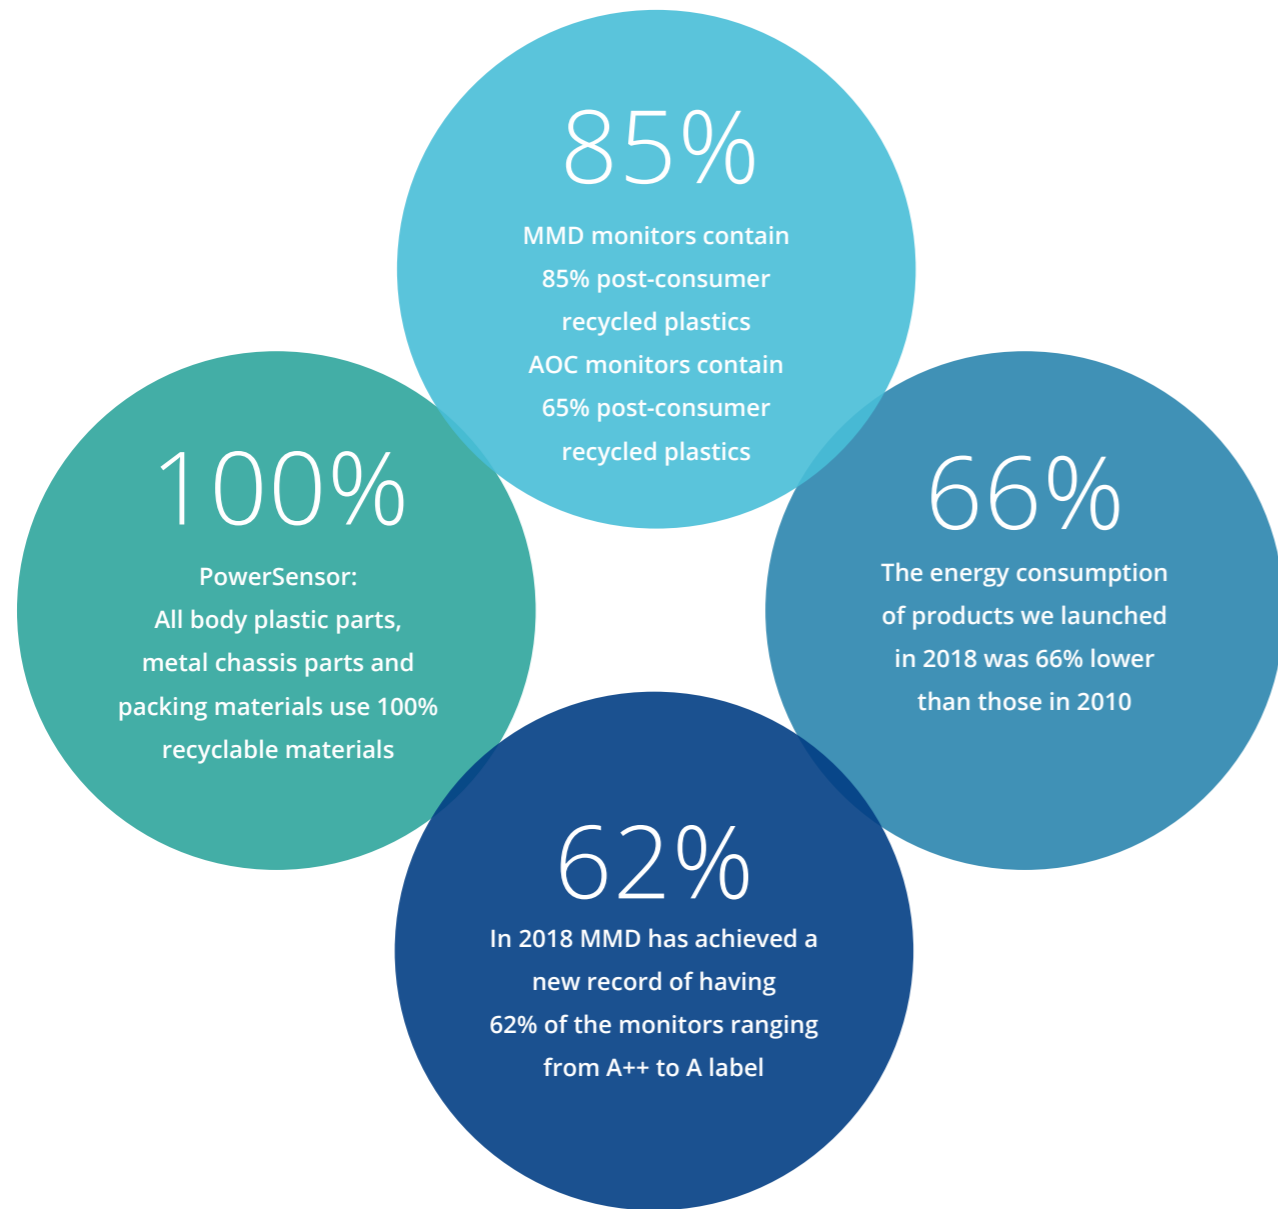 85%
MMD monitors contain
85% post-consumer
recycled plastics
AOC monitors contain
65% post-consumer
recycled plastics
100%
PowerSensor:
All body plastic parts,
metal chassis parts and
packing materials use 100%
recyclable materials
66%
The energy consumption
of products we launched
in 2018 was 66% lower
than those in 2010
62%
In 2018 MMD has achieved a
new record of having
62% of the monitors ranging
from A++ to A label